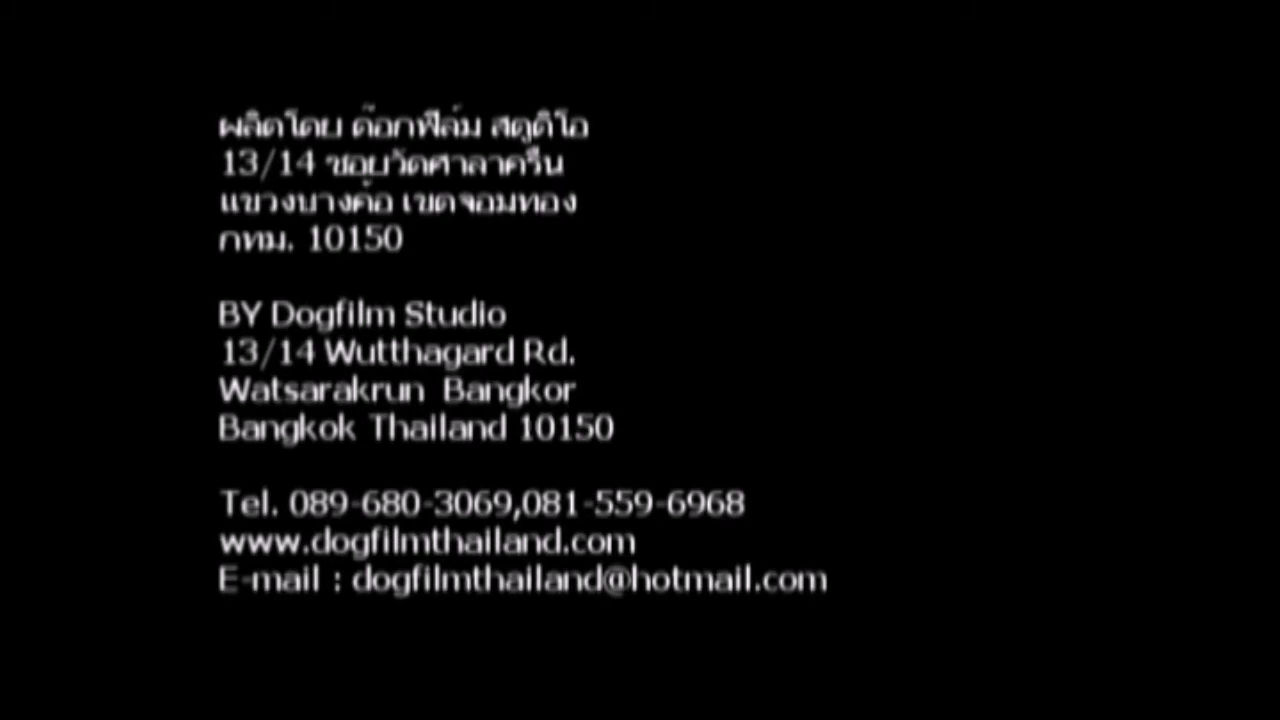 ผลิตโดย ด๊อกฟิล์ม สตูดิโอ
13/14 ซอยวัดศาลาครืน
แขวงบางค้อ เขตจอมทอง
กทม. 10150
BY Dogfilm Studio
13/14 Wutthagard Rd.
Watsarakrun Bangkor
Bangkok Thailand 10150
Tel. 089-680-3069,081-559-6968
www.dogfilmthailand.com
E-mail : dogfilmthailand@hotmail.com